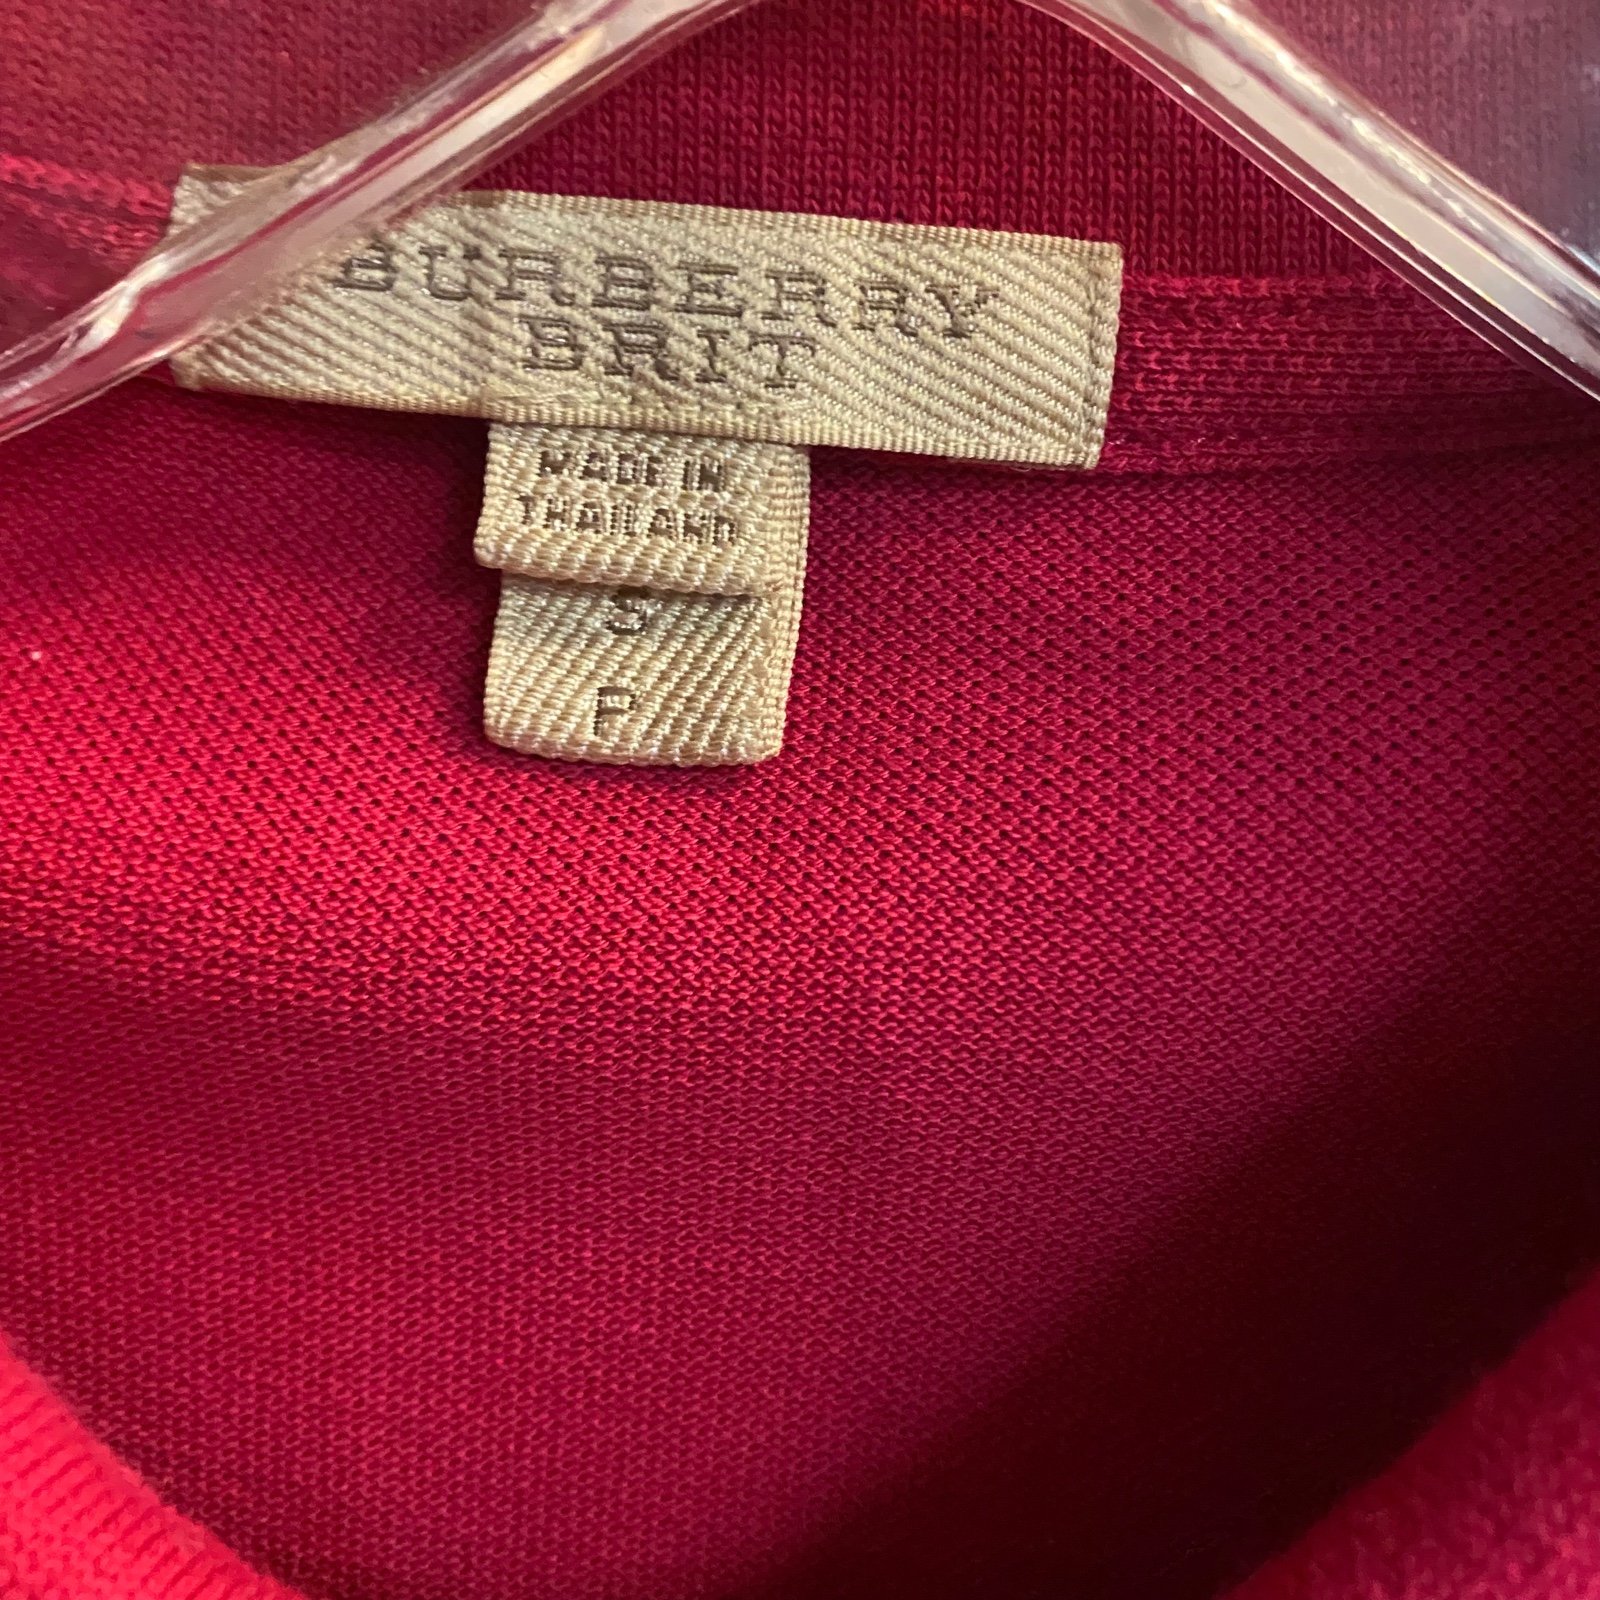 BURBERRY
BRIT
MADE IN
THAILAND
S
P